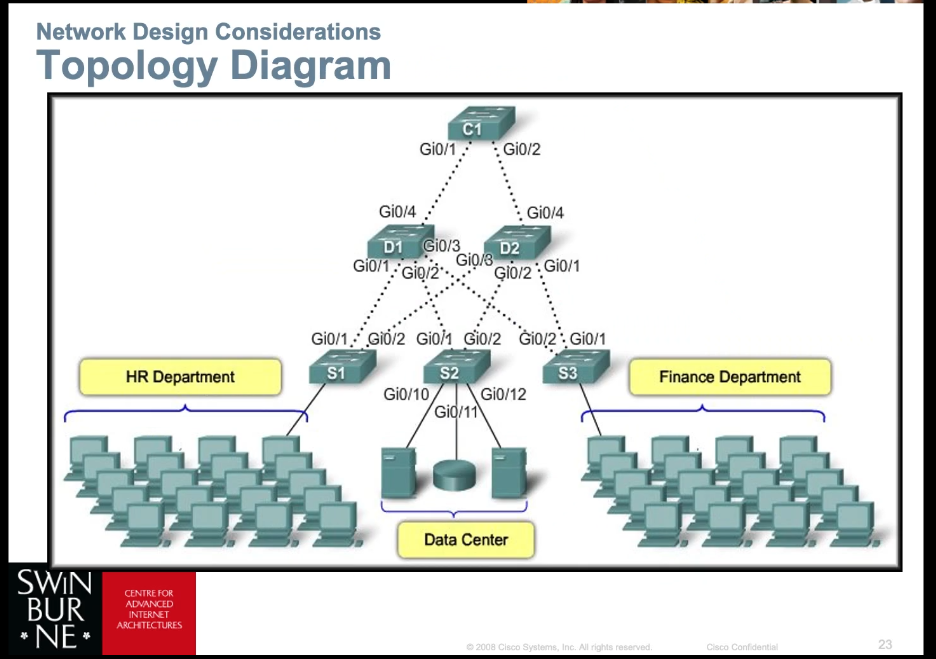 Network Design Considerations
Topology Diagram
C1
Gi0/1 Gi0/2
Gi0/4 Gi0/4
D1 Gi0/3 D2
Gi0/3
Gi0/1 Gi0/2 Gi0/2 Gi0/1
Gi0/1 Gi0/2 Gi0/1 Gi0/2 Gi0/2 Gi0/1
S1 S2 S3
HR Department
Finance Department
Gi0/10 Gi0/12
Gi0/11
Data Center
SWIN
BUR
* NE *
CENTRE FOR
ADVANCED
INTERNET
ARCHITECTURES
© 2008 Cisco Systems, Inc. All rights reserved. Cisco Confidential 23